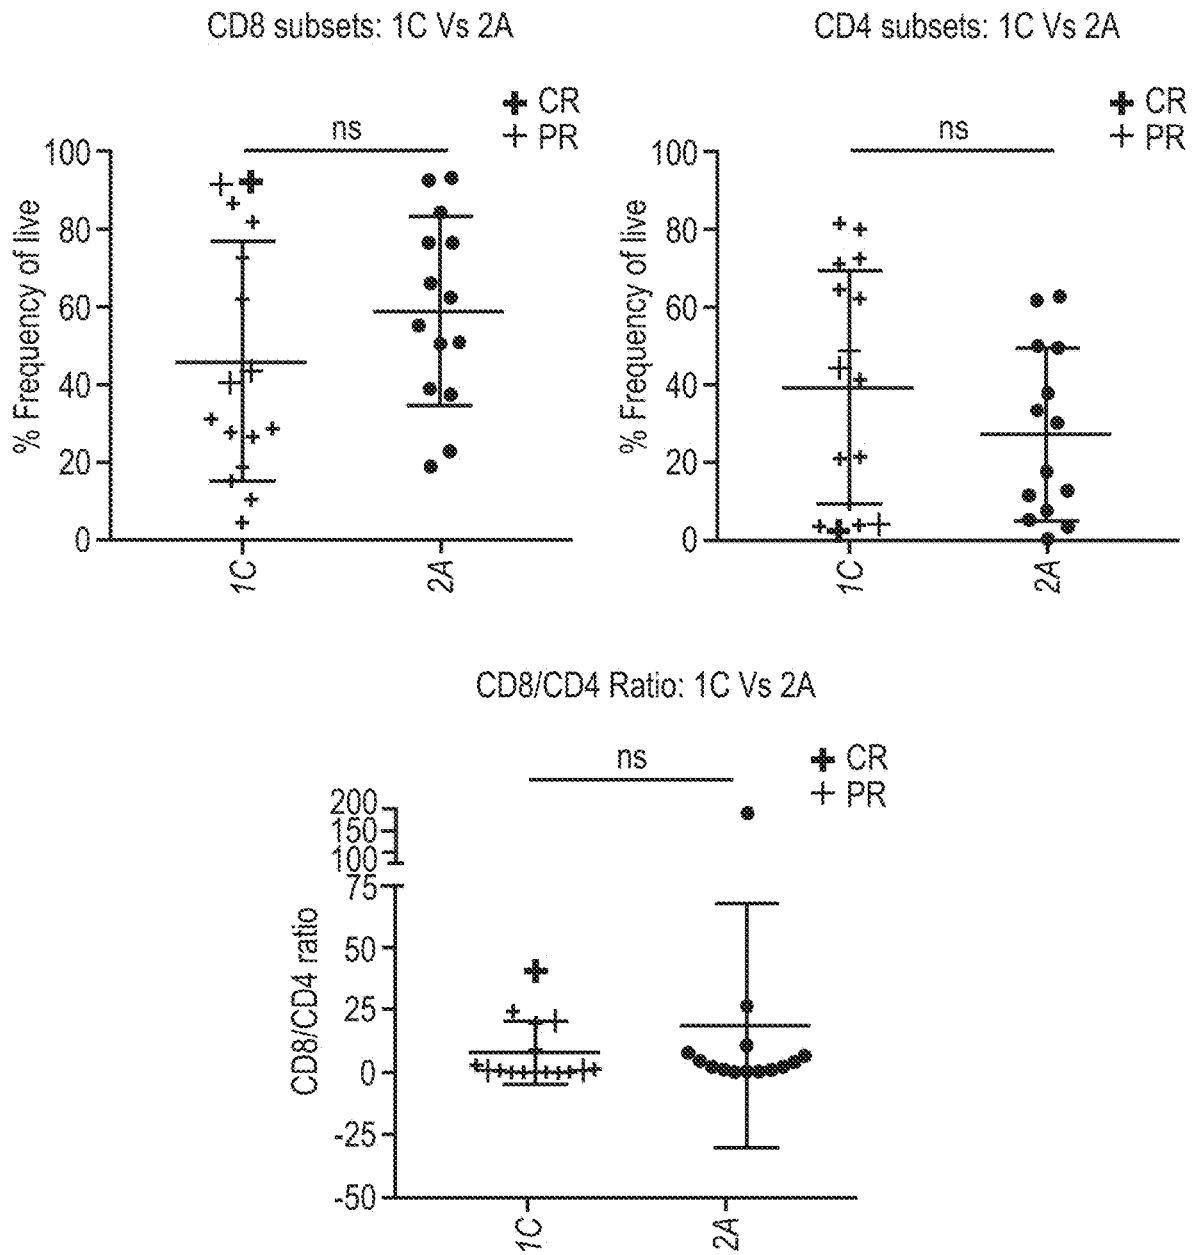 CD8 subsets: 1C Vs 2A
CR
PR
ns
% Frequency of live
100
80
60
40
20
0
1C
2A
CD4 subsets: 1C Vs 2A
CR
PR
ns
% Frequency of live
100
80
60
40
20
0
1C
2A
CD8/CD4 Ratio: 1C Vs 2A
CR
PR
ns
CD8/CD4 ratio
200
150
100
75
50
25
0
-25
-50
1C
2A